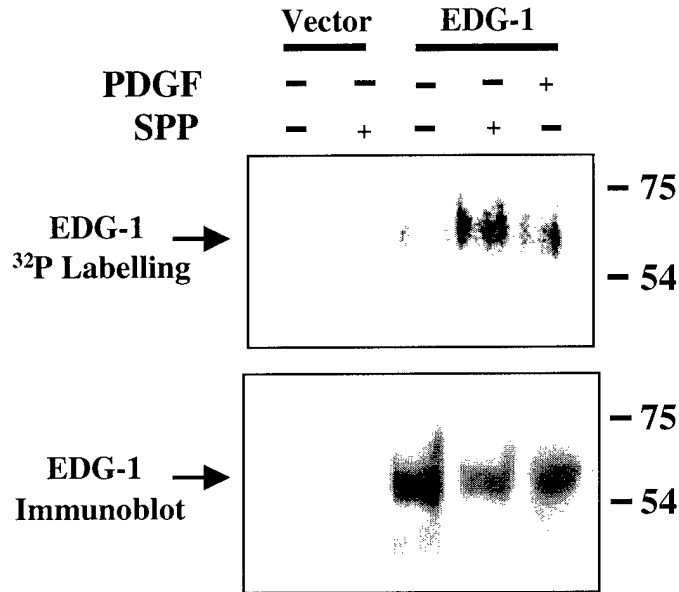 Vector EDG-1
PDGF – – – – +
SPP – + – + –
EDG-1
³²P Labelling
75
54
EDG-1
Immunoblot
75
54